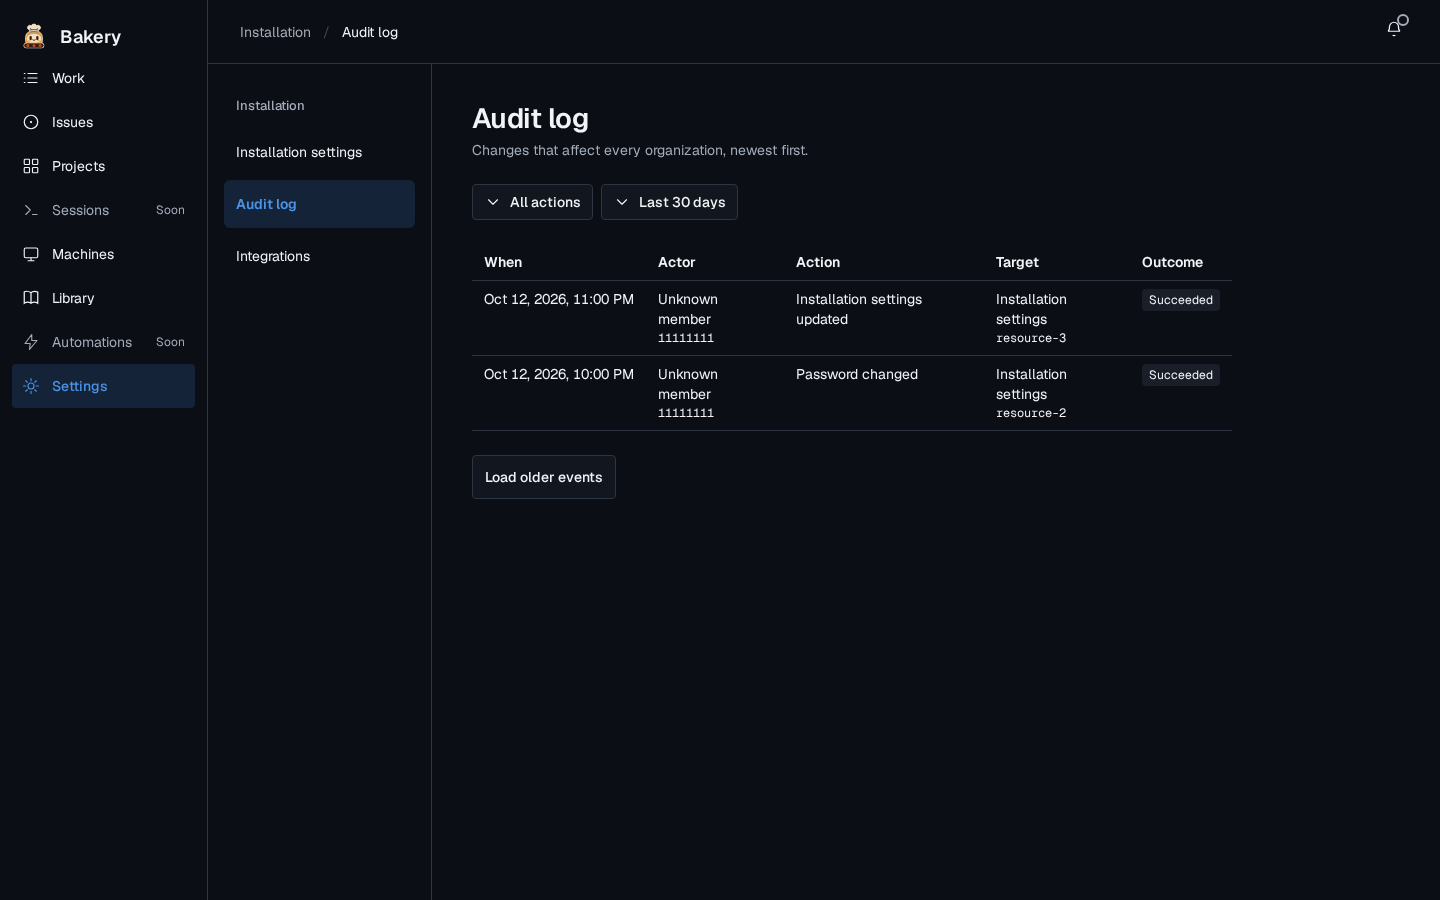 Bakery
Work
Issues
Projects
Sessions Soon
Machines
Library
Automations Soon
Settings
Installation / Audit log
Installation
Installation settings
Audit log
Integrations
Audit log
Changes that affect every organization, newest first.
All actions Last 30 days
When Actor Action Target Outcome
Oct 12, 2026, 11:00 PM Unknown Installation settings Installation Succeeded
member updated settings
11111111 resource-3
Oct 12, 2026, 10:00 PM Unknown Password changed Installation Succeeded
member settings
11111111 resource-2
Load older events